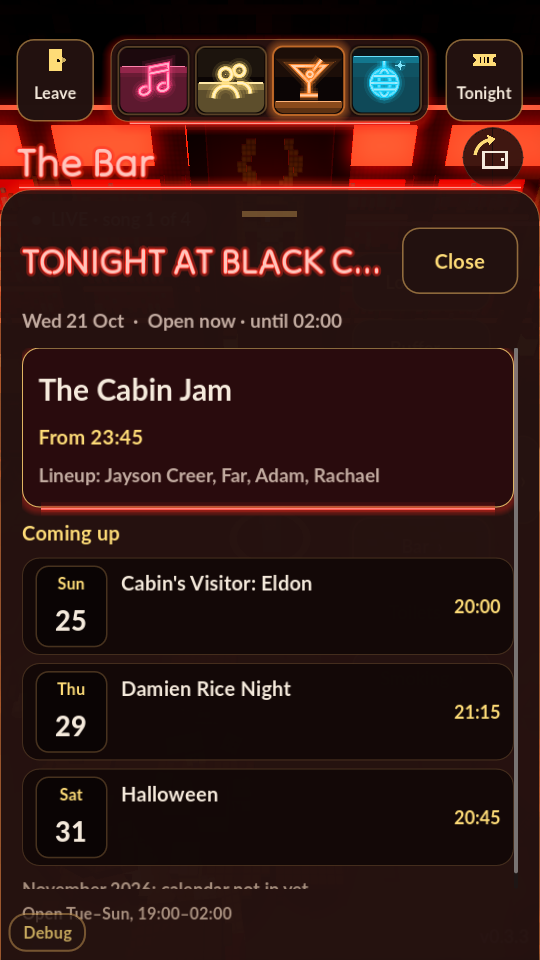 Leave
Tonight
The Bar
TONIGHT AT BLACK C...
Close
Wed 21 Oct · Open now · until 02:00
The Cabin Jam
From 23:45
Lineup: Jayson Creer, Far, Adam, Rachael
Coming up
Sun
25
Cabin's Visitor: Eldon
20:00
Thu
29
Damien Rice Night
21:15
Sat
31
Halloween
20:45
November 2026: calendar not in yet
Open Tue–Sun, 19:00–02:00
Debug